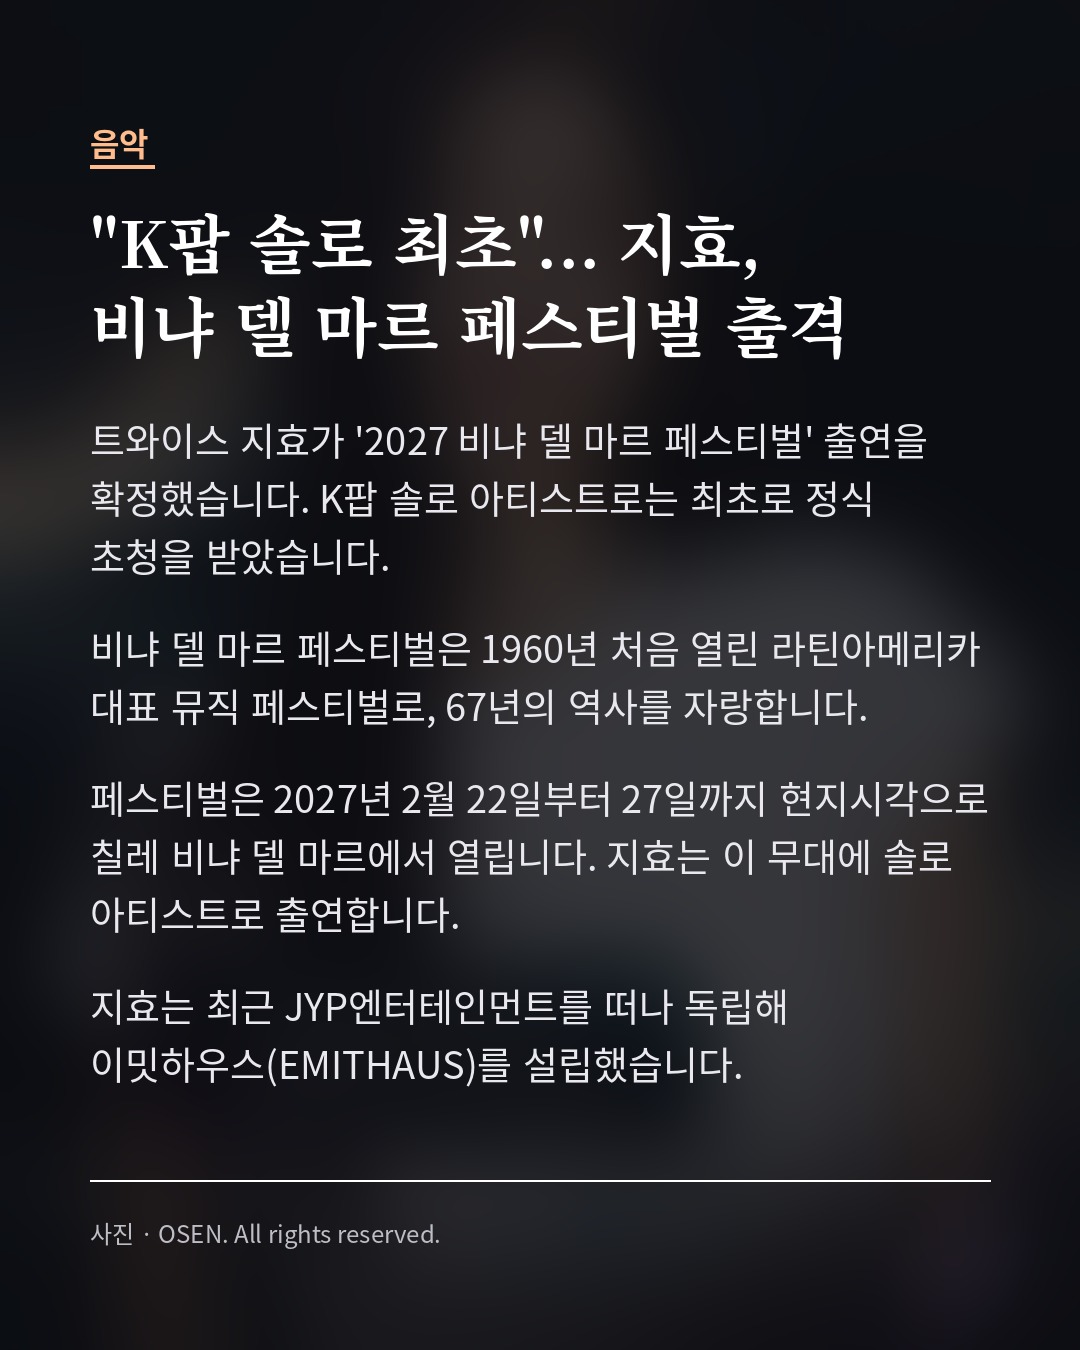 음악
"K팝 솔로 최초"... 지효,
비냐 델 마르 페스티벌 출격
트와이스 지효가 '2027 비냐 델 마르 페스티벌' 출연을
확정했습니다. K팝 솔로 아티스트로는 최초로 정식
초청을 받았습니다.
비냐 델 마르 페스티벌은 1960년 처음 열린 라틴아메리카
대표 뮤직 페스티벌로, 67년의 역사를 자랑합니다.
페스티벌은 2027년 2월 22일부터 27일까지 현지시각으로
칠레 비냐 델 마르에서 열립니다. 지효는 이 무대에 솔로
아티스트로 출연합니다.
지효는 최근 JYP엔터테인먼트를 떠나 독립해
이밋하우스(EMITHAUS)를 설립했습니다.
사진 · OSEN. All rights reserved.